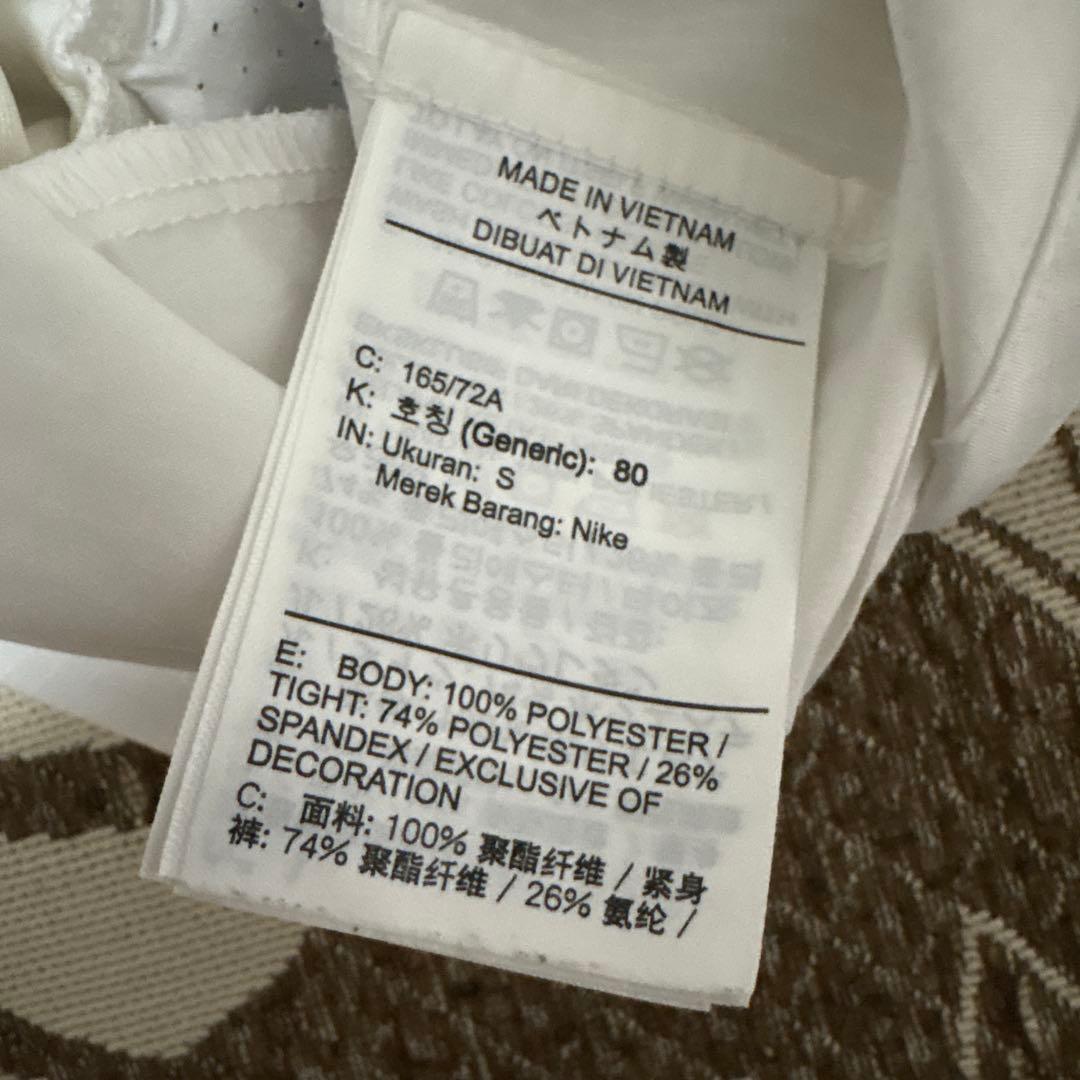 MADE IN VIETNAM
ベトナム製
DIBUAT DI VIETNAM
C: 165/72A
K: 호칭 (Generic): 80
IN: Ukuran: S
Merek Barang: Nike
E: BODY: 100% POLYESTER /
TIGHT: 74% POLYESTER / 26%
SPANDEX / EXCLUSIVE OF
DECORATION
C: 面料: 100% 聚酯纤维 / 紧身
裤: 74% 聚酯纤维 / 26% 氨纶 /